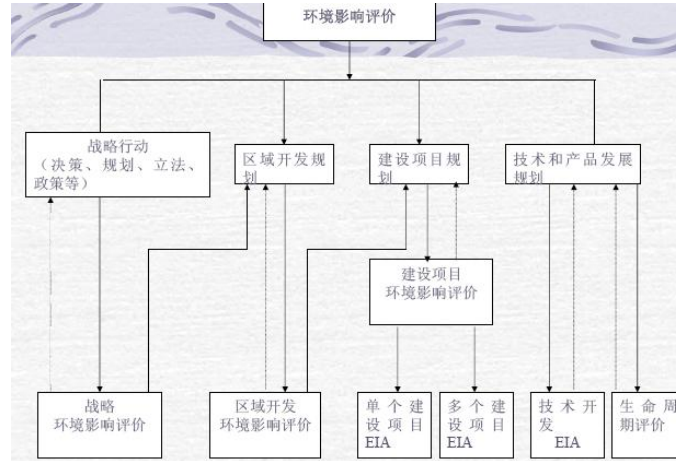 环境影响评价
战略行动
（决策、规划、立法、
政策等）
区域开发规
划
建设项目规
划
技术和产品发展
规划
建设项目
环境影响评价
战略
环境影响评价
区域开发
环境影响评价
单个建
设项目
EIA
多个建
设项目
EIA
技术开
发
EIA
生命周
期评价